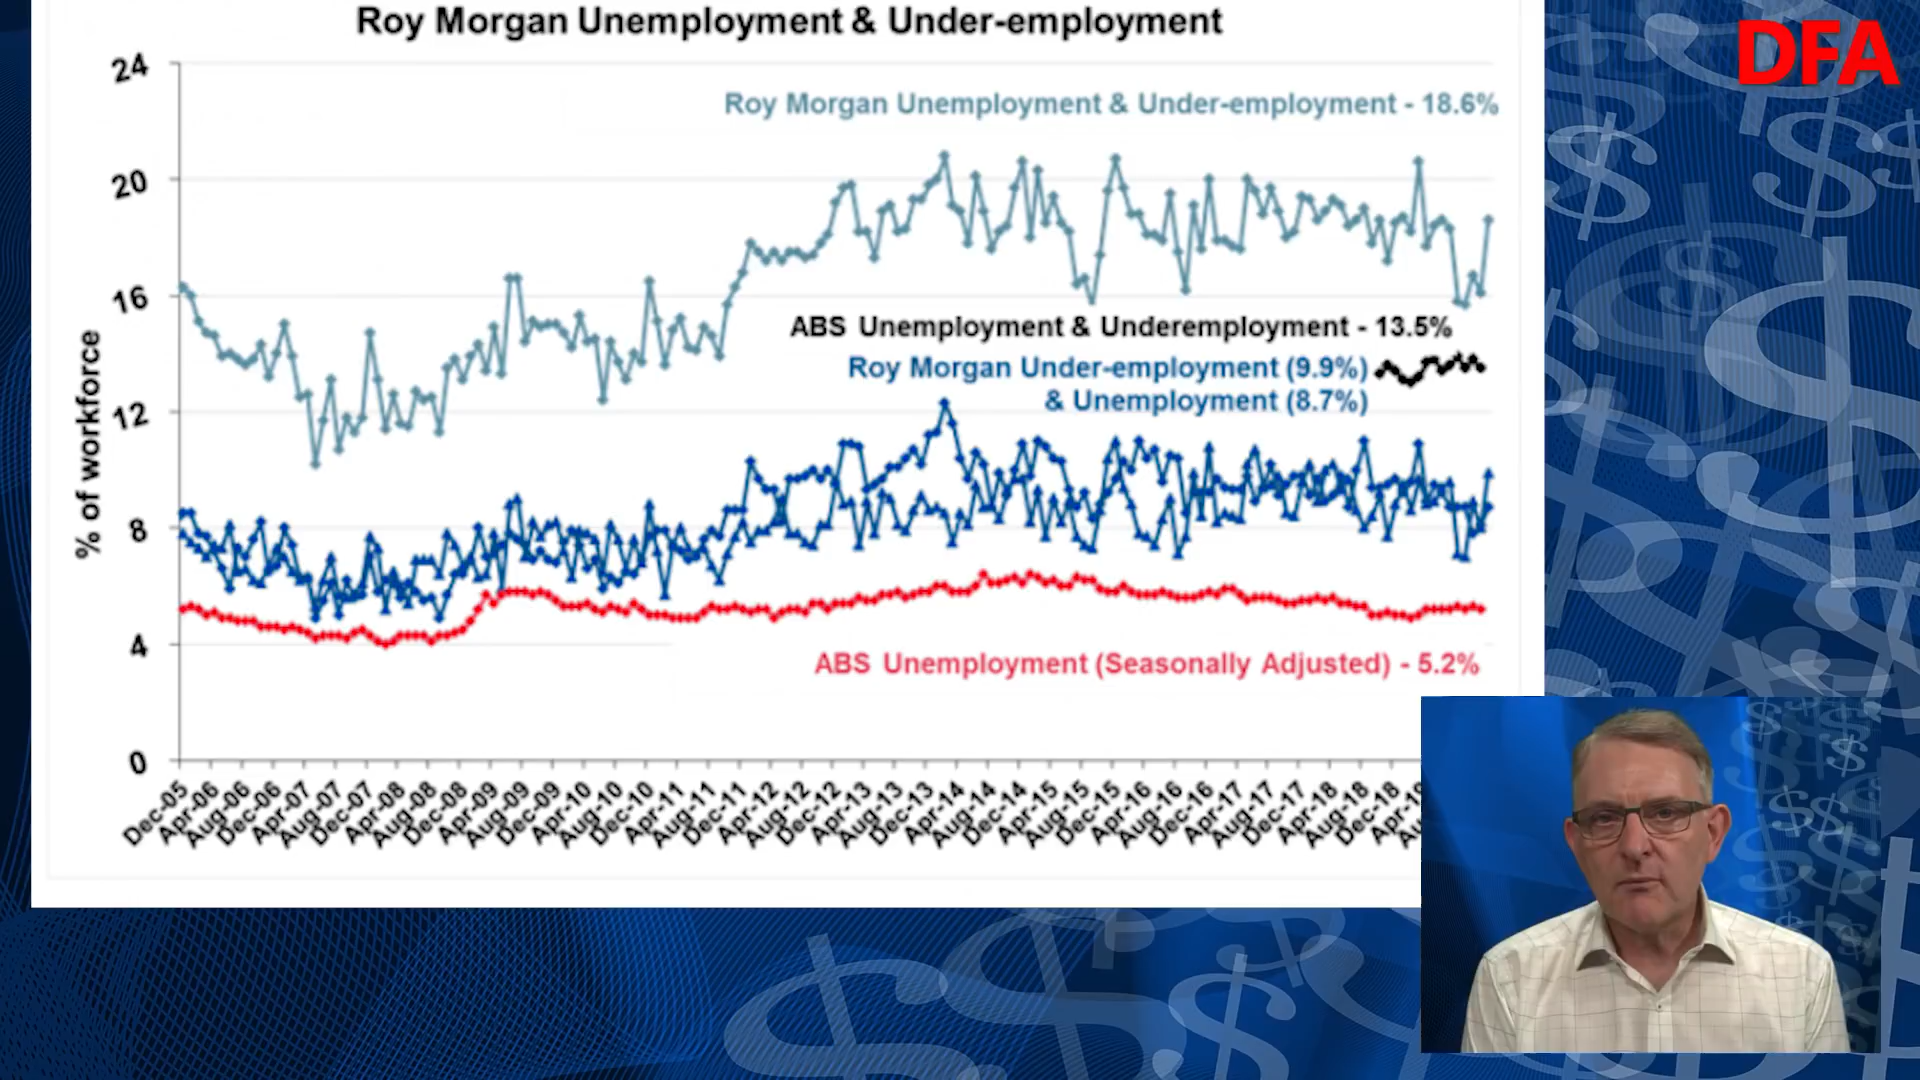 Roy Morgan Unemployment & Under-employment
DFA
24
Roy Morgan Unemployment & Under-employment - 18.6%
20
16
ABS Unemployment & Underemployment - 13.5%
Roy Morgan Under-employment (9.9%)
& Unemployment (8.7%)
12
% of workforce
8
4
ABS Unemployment (Seasonally Adjusted) - 5.2%
0
Dec-05
Apr-06
Aug-06
Dec-06
Apr-07
Aug-07
Dec-07
Apr-08
Aug-08
Dec-08
Apr-09
Aug-09
Dec-09
Apr-10
Aug-10
Dec-10
Apr-11
Aug-11
Dec-11
Apr-12
Aug-12
Dec-12
Apr-13
Aug-13
Dec-13
Apr-14
Aug-14
Dec-14
Apr-15
Aug-15
Dec-15
Apr-16
Aug-16
Dec-16
Apr-17
Aug-17
Dec-17
Apr-18
Aug-18
Dec-18